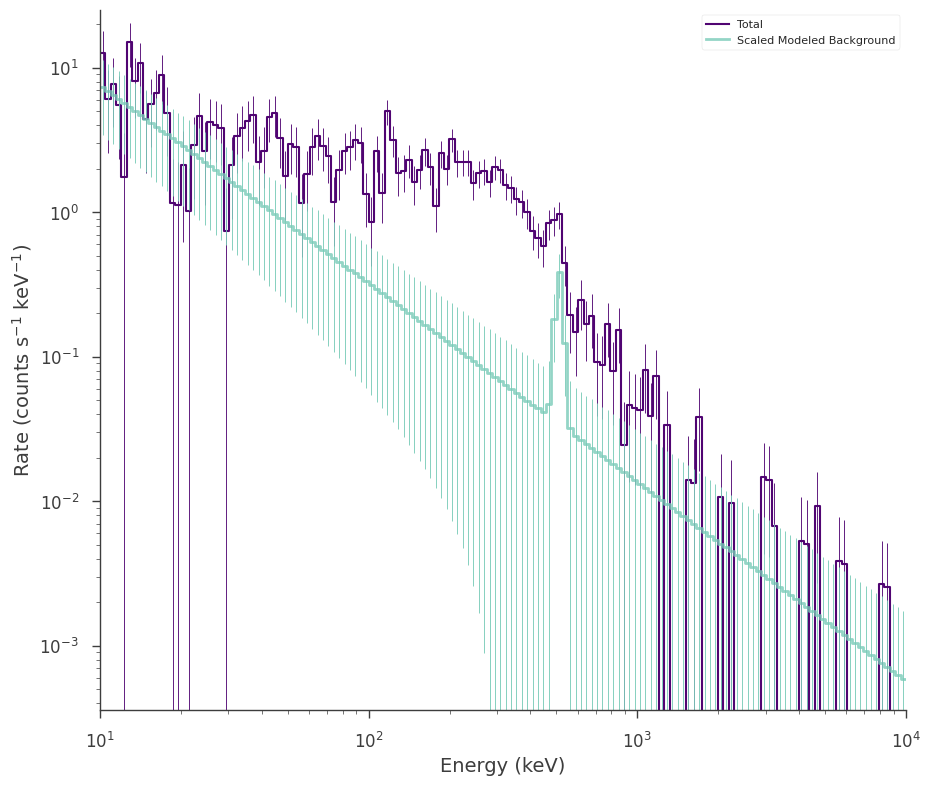 Total
Scaled Modeled Background
Rate (counts s⁻¹ keV⁻¹)
10¹
10⁰
10⁻¹
10⁻²
10⁻³
10¹ 10² 10³ 10⁴
Energy (keV)